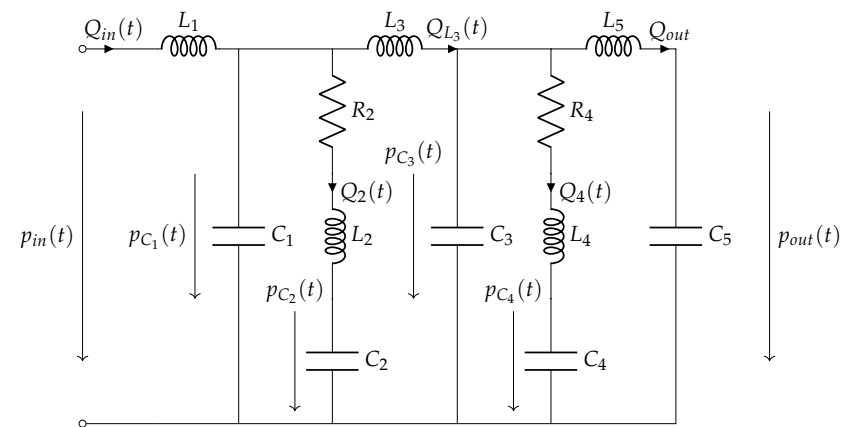 Q_{in}(t) L_1 L_3 Q_{L_3}(t) L_5 Q_{out}
R_2 R_4
p_{C_3}(t)
Q_2(t) Q_4(t)
p_{in}(t) p_{C_1}(t) C_1 L_2 C_3 L_4 C_5 p_{out}(t)
p_{C_2}(t) p_{C_4}(t)
C_2 C_4